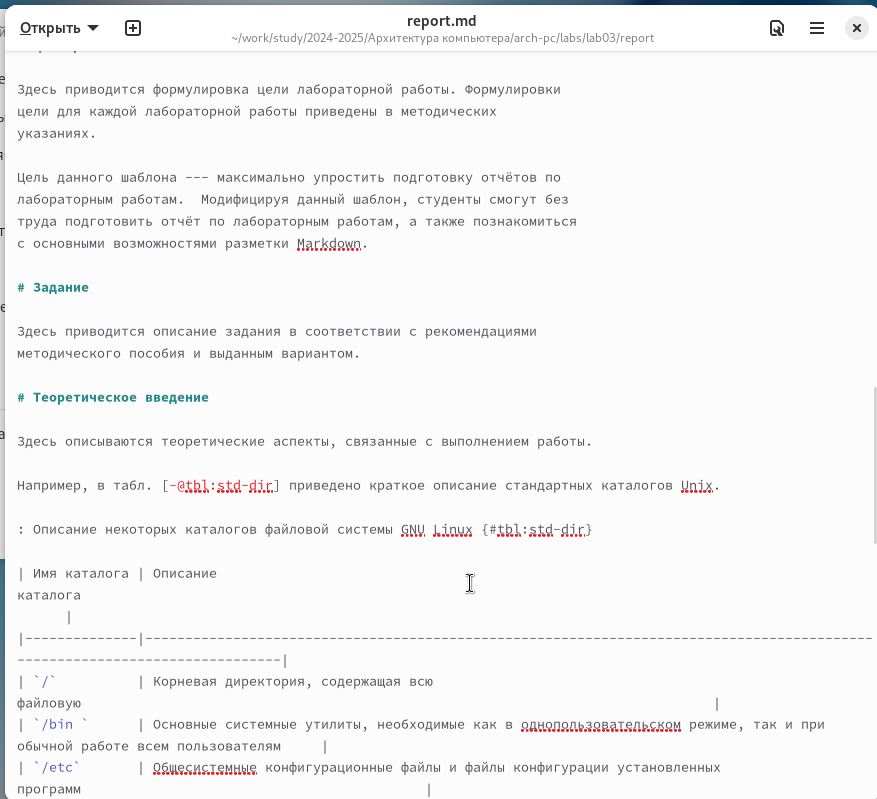 Открыть
report.md
~/work/study/2024-2025/Архитектура компьютера/arch-pc/labs/lab03/report
Здесь приводится формулировка цели лабораторной работы. Формулировки
цели для каждой лабораторной работы приведены в методических
указаниях.
Цель данного шаблона --- максимально упростить подготовку отчётов по
лабораторным работам.  Модифицируя данный шаблон, студенты смогут без
труда подготовить отчёт по лабораторным работам, а также познакомиться
с основными возможностями разметки Markdown.
# Задание
Здесь приводится описание задания в соответствии с рекомендациями
методического пособия и выданным вариантом.
# Теоретическое введение
Здесь описываются теоретические аспекты, связанные с выполнением работы.
Например, в табл. [-@tbl:std-dir] приведено краткое описание стандартных каталогов Unix.
: Описание некоторых каталогов файловой системы GNU Linux {#tbl:std-dir}
| Имя каталога | Описание
каталога
|
|--------------|-------------------------------------------------------------------------------------------
---------------------------------|
| `/`          | Корневая директория, содержащая всю
файловую |
| `/bin `      | Основные системные утилиты, необходимые как в однопользовательском режиме, так и при
обычной работе всем пользователям     |
| `/etc`       | Общесистемные конфигурационные файлы и файлы конфигурации установленных
программ |